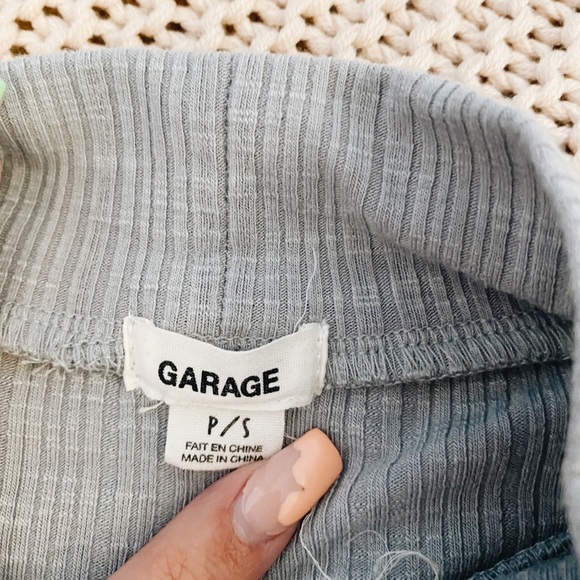 GARAGE
P/S
FAIT EN CHINE
MADE IN CHINA